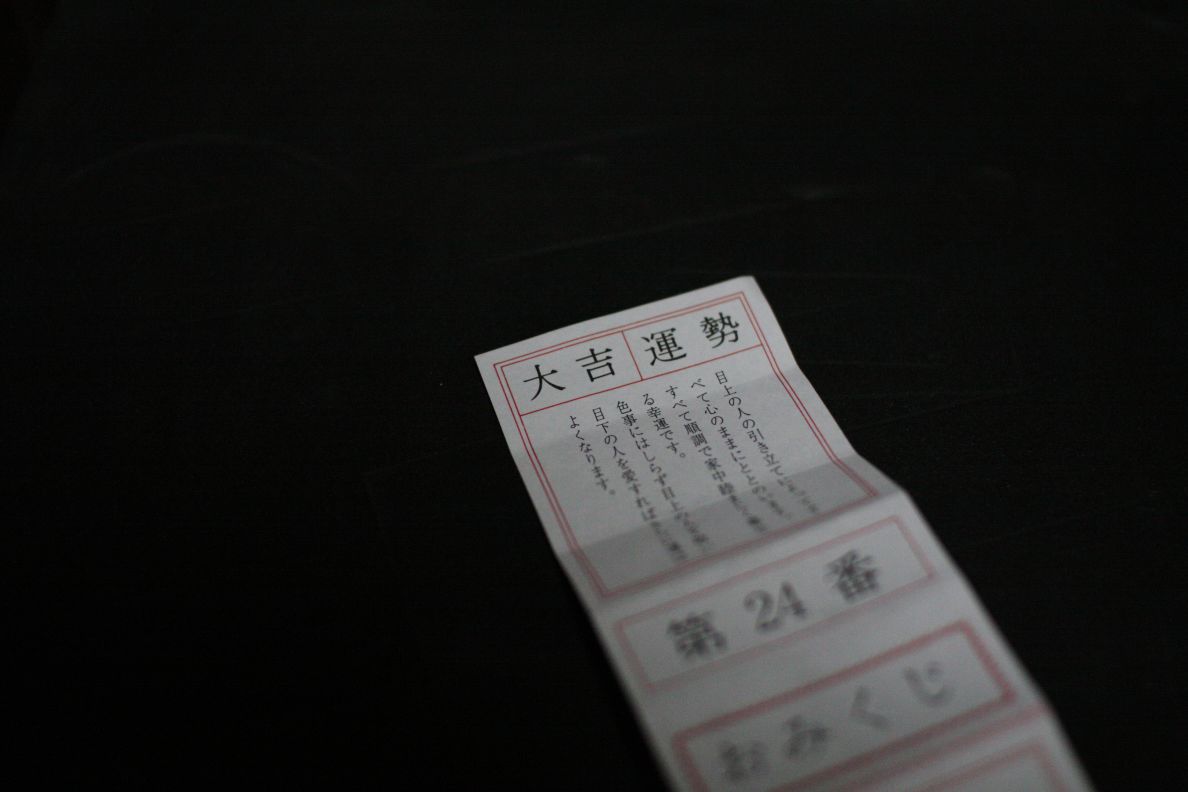 運勢 大吉
目上の人の引き立て
べて心のままにととの
すべて順調で家中睦
る幸運です。
色事にはしらず目上の
目下の人を愛すれば
よくなります。
第24番
おみくじ